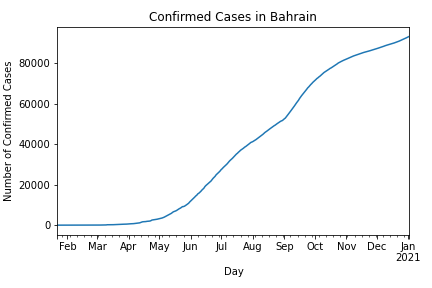 Confirmed Cases in Bahrain
Number of Confirmed Cases
80000
60000
40000
20000
0
Feb Mar Apr May Jun Jul Aug Sep Oct Nov Dec Jan
2021
Day